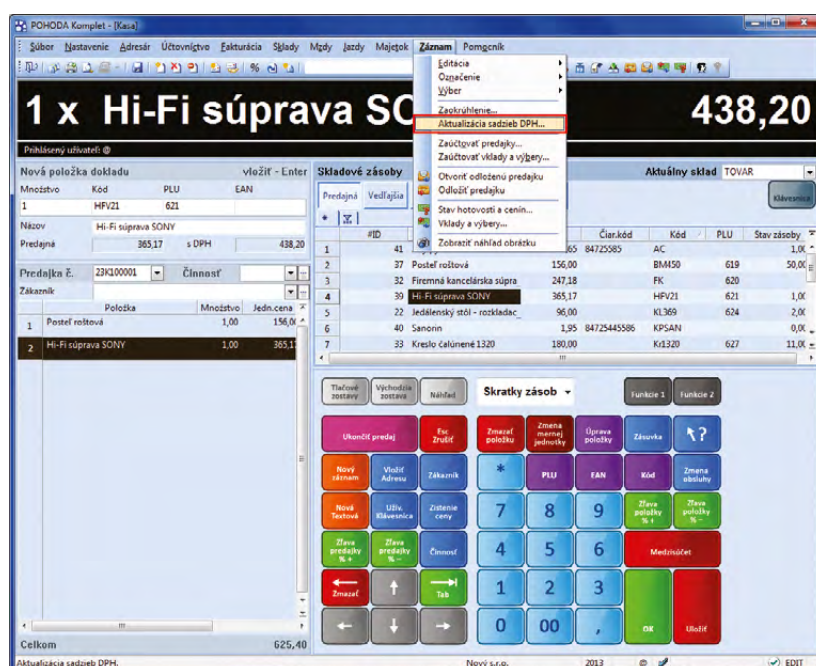 POHODA Komplet - [Kasa]
Súbor Nastavenie Adresár Účtovníctvo Fakturácia Sklady Mzdy Jazdy Majetok Záznam Pomocník
Editácia
Označenie
Výber
Zaokrúhlenie...
Aktualizácia sadzieb DPH...
Zaúčtovať predajky...
Zaúčtovať vklady a výbery...
Otvoriť odloženú predajku
Odložiť predajku
Stav hotovosti a cenín...
Vklady a výbery...
Zobraziť náhľad obrázku
1 x Hi-Fi súprava SO 438,20
Prihlásený užívateľ: @
Nová položka dokladu vložiť - Enter
Množstvo Kód PLU EAN
1 HFV21 621
Názov Hi-Fi súprava SONY
Predajná 365,17 s DPH 438,20
Predajka č. 23K100001 Činnosť
Zákazník
Položka Množstvo Jedn.cena
1 Posteľ roštová 1,00 156,00
2 Hi-Fi súprava SONY 1,00 365,17
Celkom 625,40
Skladové zásoby Aktuálny sklad TOVAR
Predajná Vedľajšia Klávesnica
#ID Čiar.kód Kód PLU Stav zásoby
1 41 65 84725585 AC 1,00
2 37 Posteľ roštová 156,00 BM450 619 50,00
3 32 Firemná kancelárska súpra 247,18 FK 620
4 39 Hi-Fi súprava SONY 365,17 HFV21 621 1,00
5 22 Jedálenský stôl - rozkladac_ 96,00 KL369 624 2,00
6 40 Sanorin 1,95 84725445586 KPSAN 0,00
7 33 Kreslo čalúnené 1320 180,00 Kr1320 627 11,00
Tlačové zostavy Východzia zostava Náhľad Skratky zásob Funkcie 1 Funkcie 2
Ukončiť predaj Esc Zrušiť Zmazať položku Zmena mernej jednotky Úprava položky Zásuvka ?
Nový záznam Vložiť Adresu Zákazník * PLU EAN Kód Zmena obsluhy
Nová Textová Užív. Klávesnica Zistenie ceny 7 8 9 Zľava položky % + Zľava položky % –
Zľava predajky % + Zľava predajky % – Činnosť 4 5 6 Medzisúčet
Zmazať Tab 1 2 3
0 00 , OK Uložiť
Aktualizácia sadzieb DPH. Nový s.r.o. 2013 @ EDIT